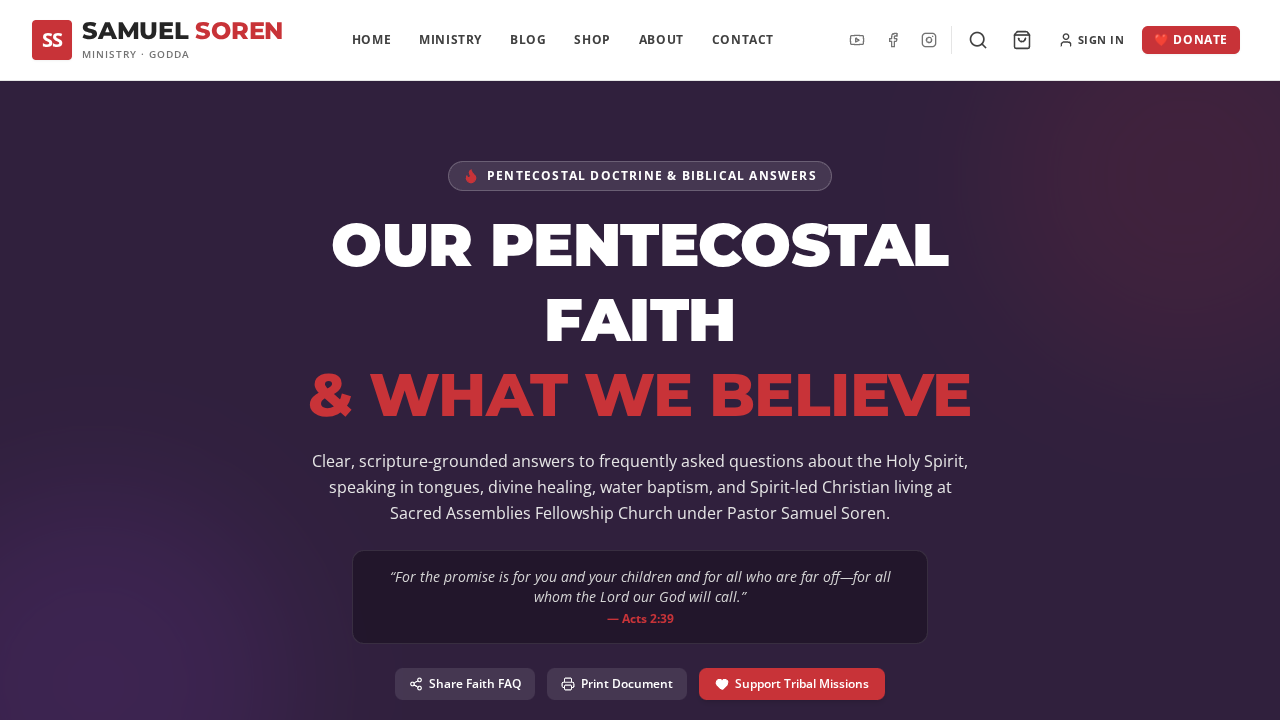 SS
SAMUEL SOREN
MINISTRY · GODDA
HOME
MINISTRY
BLOG
SHOP
ABOUT
CONTACT
SIGN IN
DONATE
PENTECOSTAL DOCTRINE & BIBLICAL ANSWERS
OUR PENTECOSTAL
FAITH
& WHAT WE BELIEVE
Clear, scripture-grounded answers to frequently asked questions about the Holy Spirit,
speaking in tongues, divine healing, water baptism, and Spirit-led Christian living at
Sacred Assemblies Fellowship Church under Pastor Samuel Soren.
“For the promise is for you and your children and for all who are far off—for all
whom the Lord our God will call.”
— Acts 2:39
Share Faith FAQ
Print Document
Support Tribal Missions